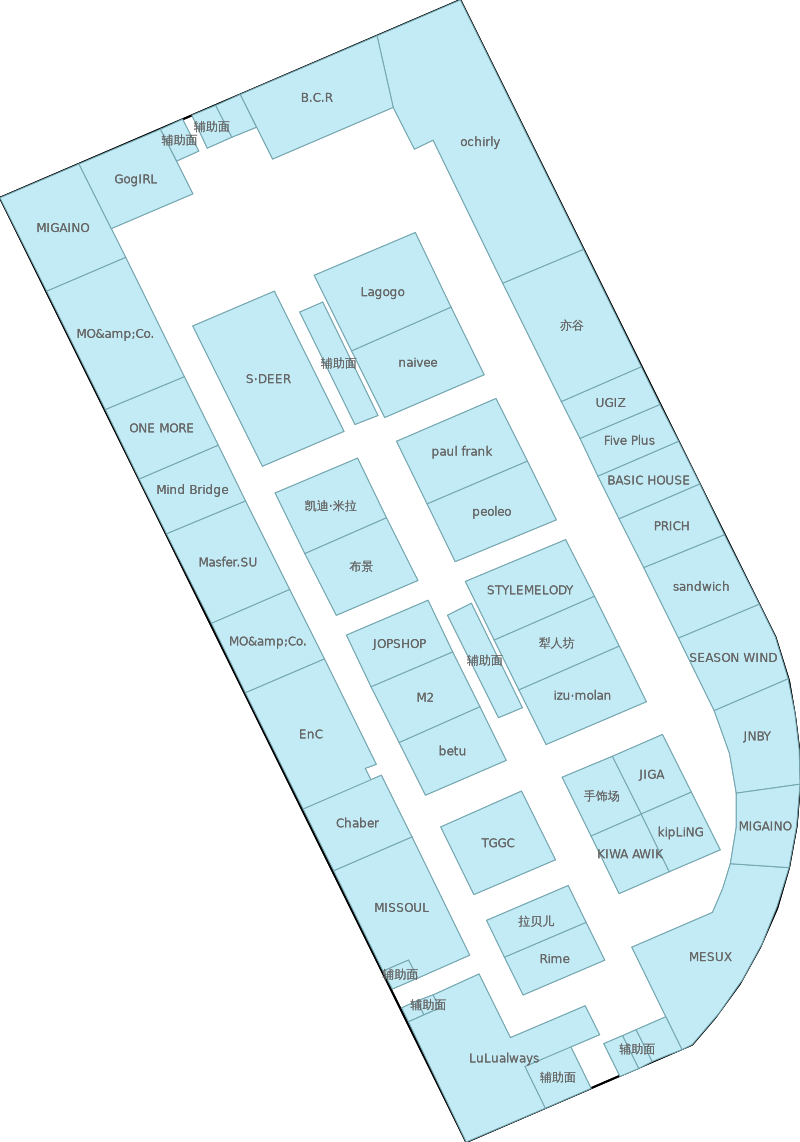 B.C.R
辅助面
辅助面
ochirly
GogIRL
MIGAINO
Lagogo
亦谷
MO&amp;Co.
辅助面
naivee
S·DEER
UGIZ
ONE MORE
Five Plus
paul frank
BASIC HOUSE
Mind Bridge
凯迪·米拉
peoleo
PRICH
Masfer.SU
布景
sandwich
STYLEMELODY
MO&amp;Co.
JOPSHOP
犁人坊
SEASON WIND
辅助面
M2
izu·molan
EnC
JNBY
betu
JIGA
手饰场
Chaber
MIGAINO
kipLiNG
TGGC
KIWA AWIK
MISSOUL
拉贝儿
MESUX
Rime
辅助面
辅助面
辅助面
LuLualways
辅助面